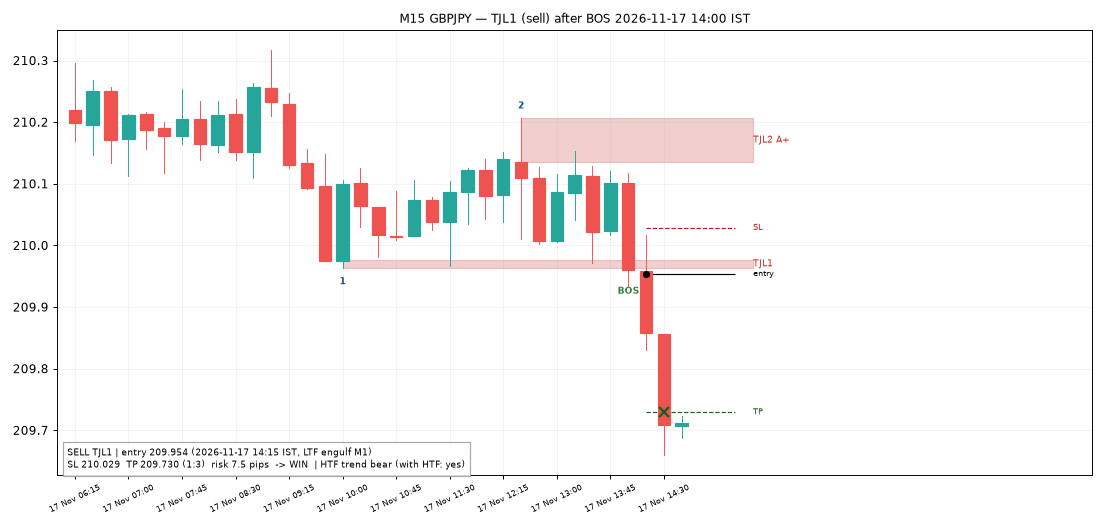 M15 GBPJPY — TJL1 (sell) after BOS 2026-11-17 14:00 IST
210.3
210.2
210.1
210.0
209.9
209.8
209.7
2
TJL2 A+
SL
TJL1
entry
1
BOS
TP
SELL TJL1 | entry 209.954 (2026-11-17 14:15 IST, LTF engulf M1)
SL 210.029 TP 209.730 (1:3) risk 7.5 pips -> WIN | HTF trend bear (with HTF: yes)
17 Nov 06:15
17 Nov 07:00
17 Nov 07:45
17 Nov 08:30
17 Nov 09:15
17 Nov 10:00
17 Nov 10:45
17 Nov 11:30
17 Nov 12:15
17 Nov 13:00
17 Nov 13:45
17 Nov 14:30